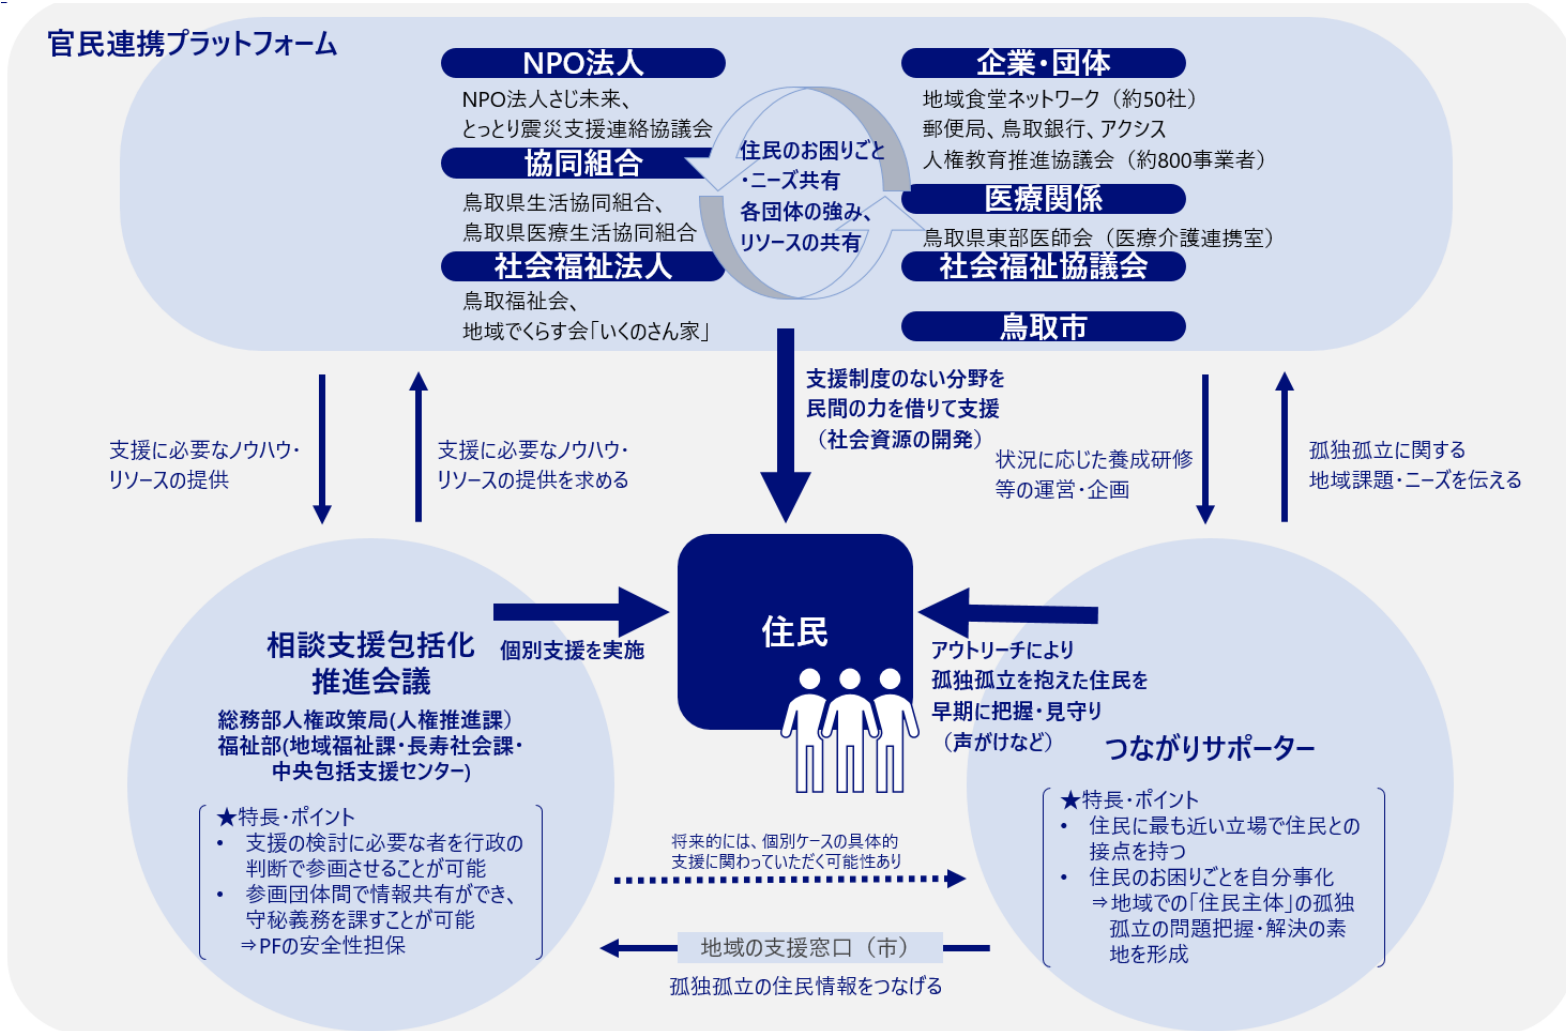 官民連携プラットフォーム
NPO法人
NPO法人さじ未来、
とっとり震災支援連絡協議会
協同組合
鳥取県生活協同組合、
鳥取県医療生活協同組合
社会福祉法人
鳥取福祉会、
地域でくらす会「いくのさん家」
住民のお困りごと
・ニーズ共有
各団体の強み、
リソースの共有
企業・団体
地域食堂ネットワーク（約50社）
郵便局、鳥取銀行、アクシス
人権教育推進協議会（約800事業者）
医療関係
鳥取県東部医師会（医療介護連携室）
社会福祉協議会
鳥取市
支援に必要なノウハウ・
リソースの提供
支援に必要なノウハウ・
リソースの提供を求める
支援制度のない分野を
民間の力を借りて支援
（社会資源の開発）
状況に応じた養成研修
等の運営・企画
孤独孤立に関する
地域課題・ニーズを伝える
相談支援包括化
推進会議
総務部人権政策局(人権推進課）
福祉部(地域福祉課・長寿社会課・
中央包括支援センター)
★特長・ポイント
• 支援の検討に必要な者を行政の
判断で参画させることが可能
• 参画団体間で情報共有ができ、
守秘義務を課すことが可能
⇒PFの安全性担保
個別支援を実施
住民
アウトリーチにより
孤独孤立を抱えた住民を
早期に把握・見守り
（声がけなど）
つながりサポーター
★特長・ポイント
• 住民に最も近い立場で住民との
接点を持つ
• 住民のお困りごとを自分事化
⇒地域での「住民主体」の孤独
孤立の問題把握・解決の素
地を形成
将来的には、個別ケースの具体的
支援に関わっていただく可能性あり
地域の支援窓口（市）
孤独孤立の住民情報をつなげる